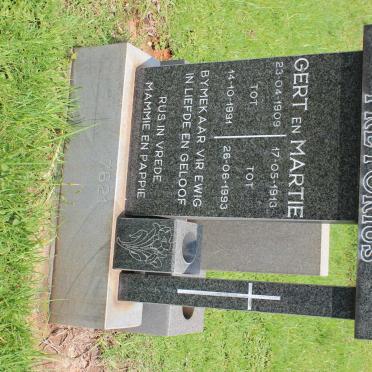 GERT EN MARTIE
23-04-1909 17-05-1913
TOT TOT
14-10-1991 26-06-1993
BYMEKAAR VIR EWIG
IN LIEFDE EN GELOOF
RUS IN VREDE
MAMMIE EN PAPPIE
762